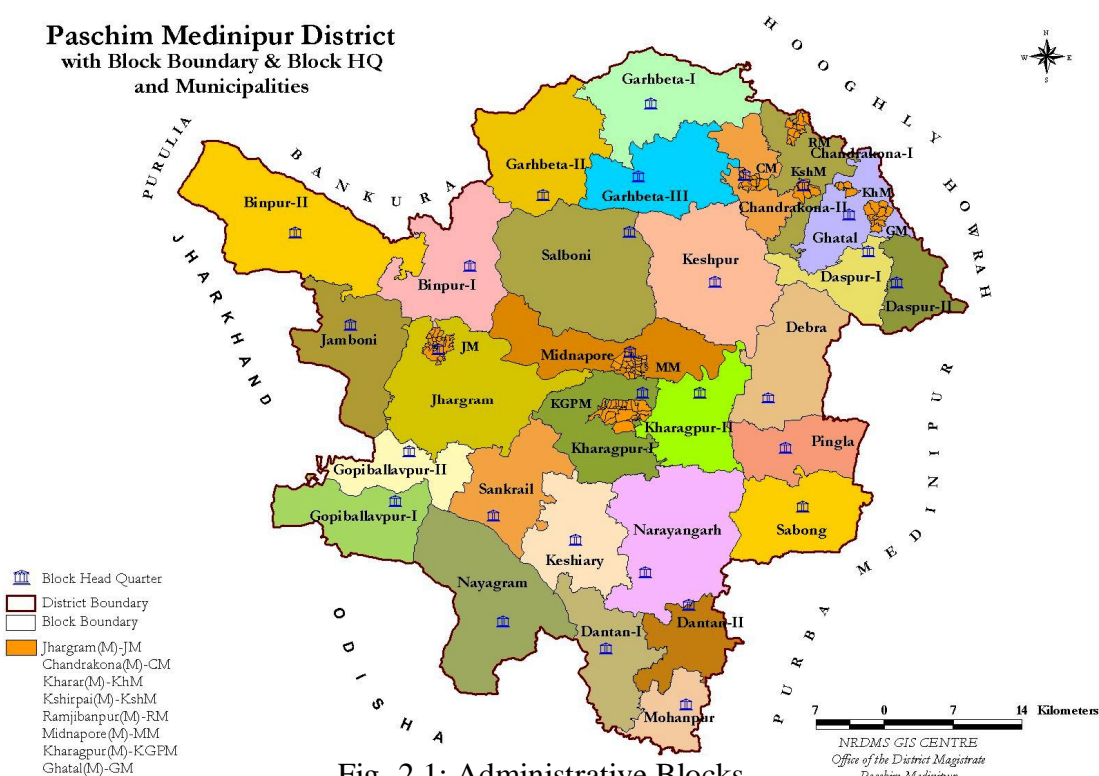 Paschim Medinipur District
with Block Boundary & Block HQ
and Municipalities
HOOGHLY
N
W
E
S
PURULIA
BANKURA
HOWRAH
JHARKHAND
PURBA MEDINIPUR
ODISHA
Garhbeta-I
Garhbeta-II
Garhbeta-III
RM
Chandrakona-I
CM
KshM
KhM
Chandrakona-II
GM
Ghatal
Binpur-II
Binpur-I
Salboni
Keshpur
Daspur-I
Daspur-II
Jamboni
JM
Midnapore
MM
Debra
Jhargram
KGPM
Kharagpur-I
Kharagpur-II
Pingla
Gopiballavpur-II
Gopiballavpur-I
Sankrail
Narayangarh
Sabong
Keshiary
Nayagram
Dantan-I
Dantan-II
Mohanpur
Block Head Quarter
District Boundary
Block Boundary
Jhargram(M)-JM
Chandrakona(M)-CM
Kharar(M)-KhM
Kshirpai(M)-KshM
Ramjibanpur(M)-RM
Midnapore(M)-MM
Kharagpur(M)-KGPM
Ghatal(M)-GM
7 0 7 14 Kilometers
NRDMS GIS CENTRE
Office of the District Magistrate
Paschim Medinipur
Fig. 2.1: Administrative Blocks